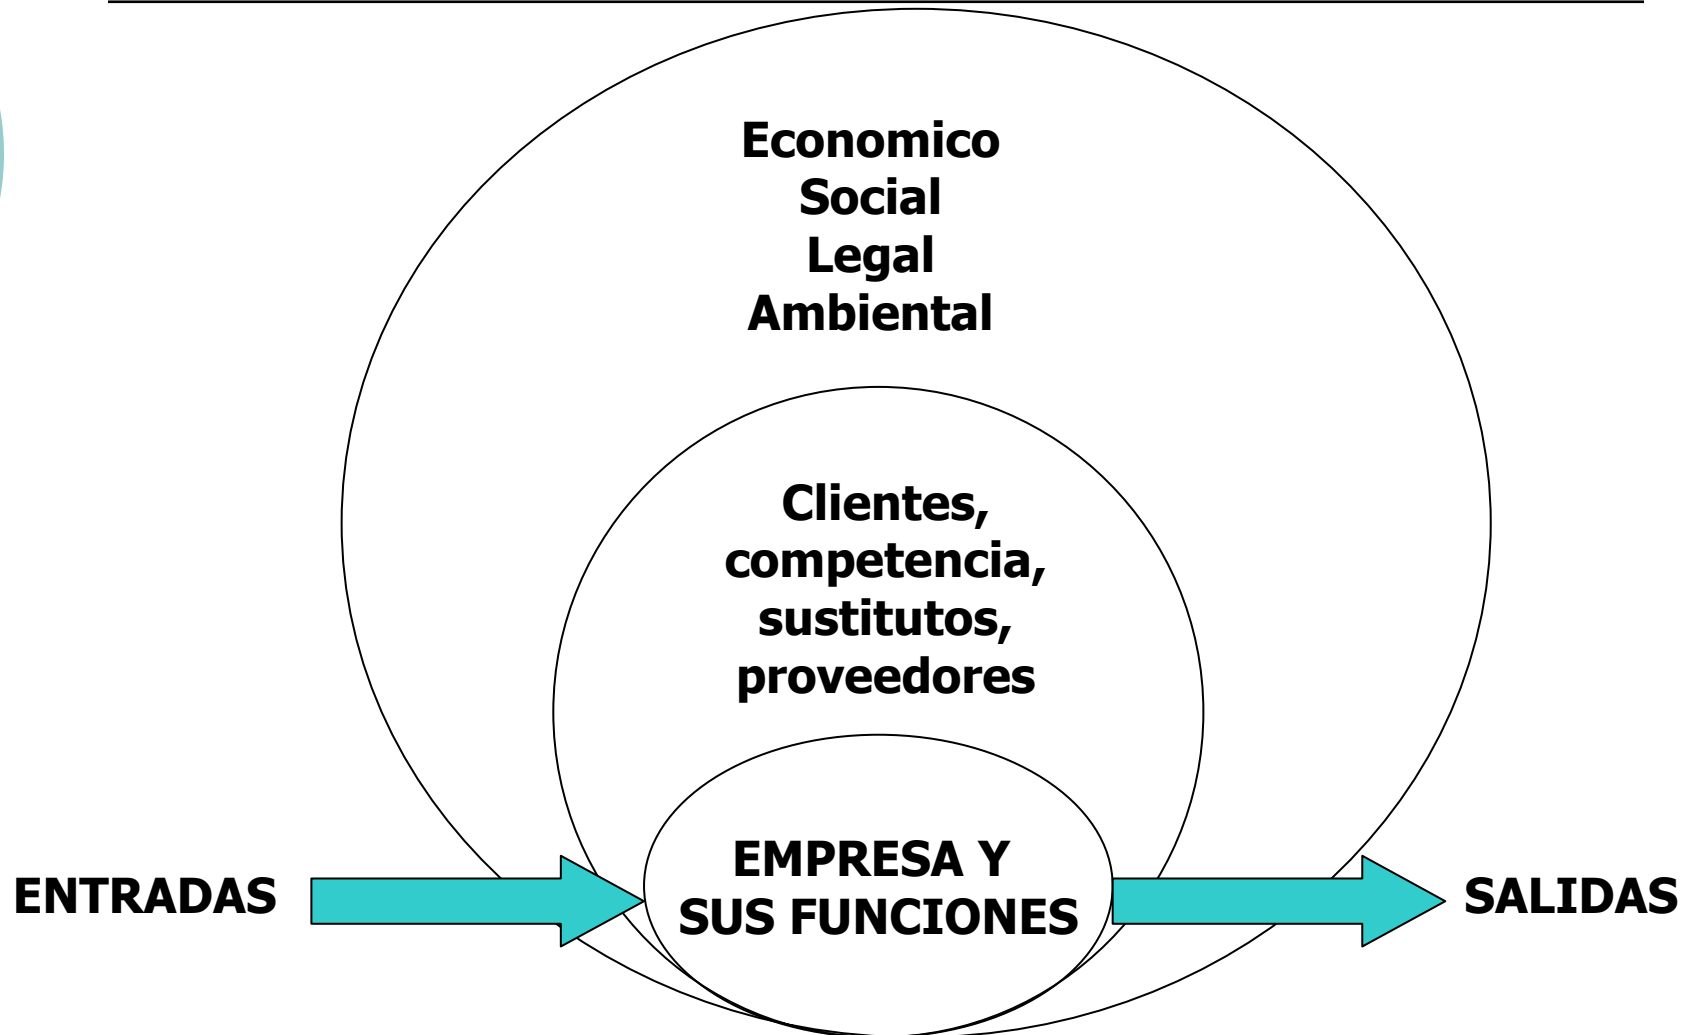 Economico
Social
Legal
Ambiental
Clientes,
competencia,
sustitutos,
proveedores
EMPRESA Y
SUS FUNCIONES
ENTRADAS
SALIDAS